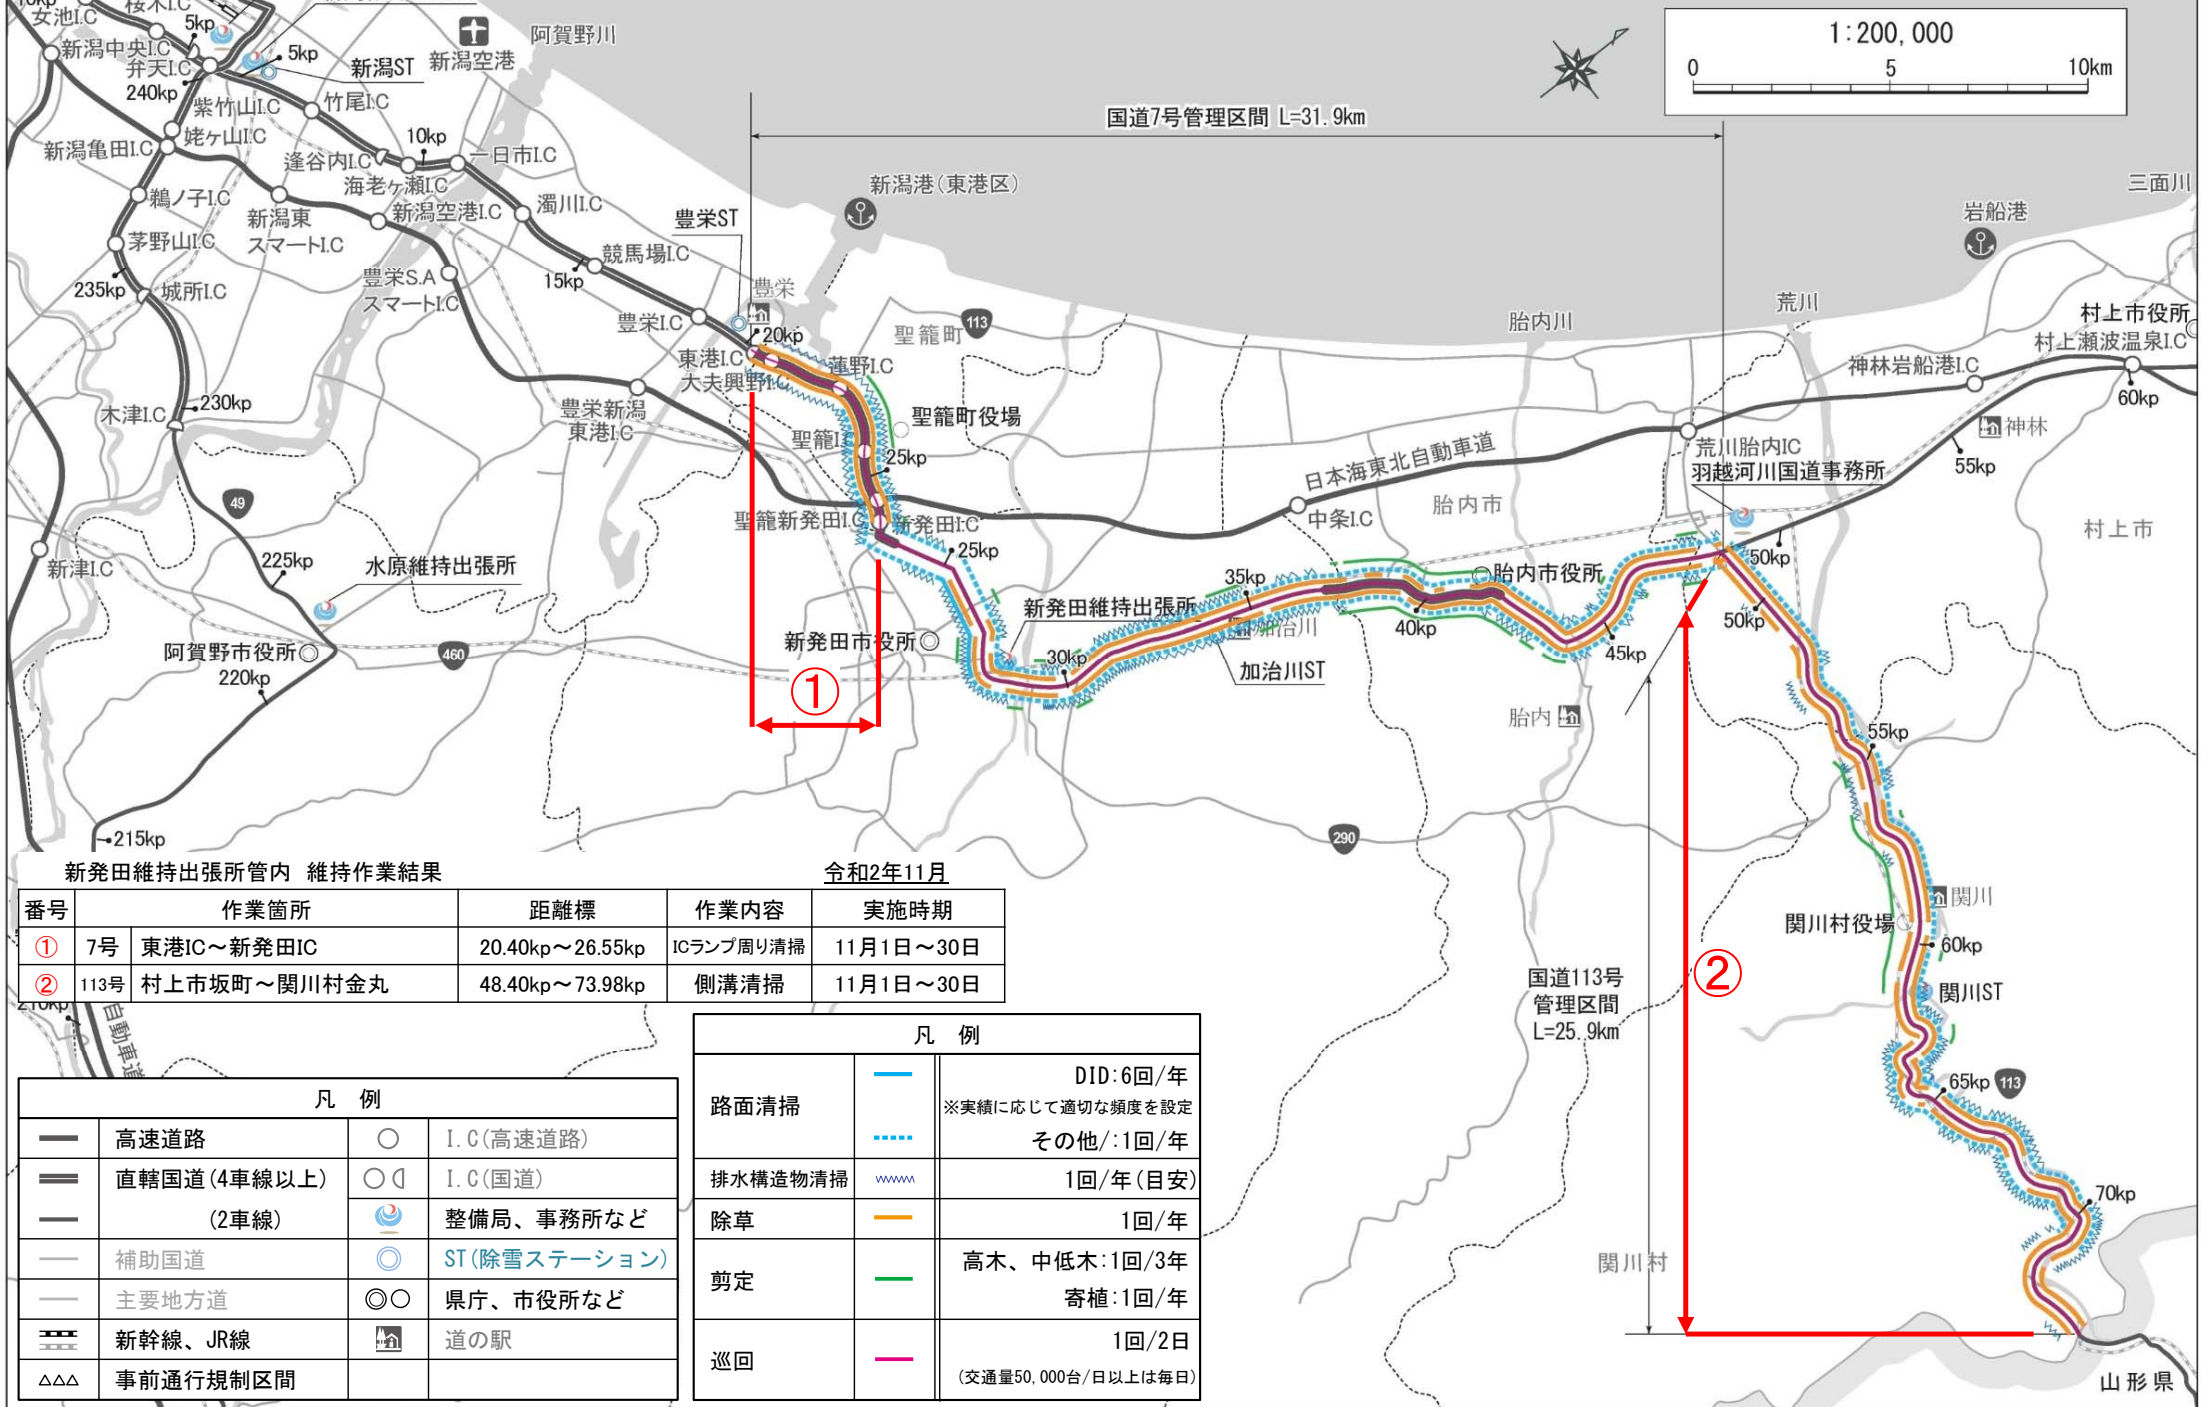 女池I.C
桜木I.C
5kp
新潟中央I.C
弁天I.C
240kp
5kp
新潟ST
新潟空港
阿賀野川
紫竹山I.C
竹尾I.C
姥ヶ山I.C
新潟亀田I.C
10kp
逢谷内I.C
一日市I.C
海老ヶ瀬I.C
鵜ノ子I.C
新潟東
スマートI.C
新潟空港I.C
濁川I.C
茅野山I.C
235kp
城所I.C
豊栄S.A
スマートI.C
15kp
競馬場I.C
豊栄ST
豊栄
豊栄I.C
20kp
東港I.C
大夫興野I.C
蓮野I.C
新潟港(東港区)
国道7号管理区間 L=31.9km
1:200,000
0
5
10km
三面川
岩船港
荒川
胎内川
聖籠町
113
村上市役所
村上瀬波温泉I.C
神林岩船港I.C
60kp
神林
55kp
木津I.C
230kp
豊栄新潟
東港I.C
聖籠I.C
聖籠町役場
25kp
日本海東北自動車道
荒川胎内IC
羽越河川国道事務所
49
聖籠新発田I.C
新発田I.C
中条I.C
胎内市
村上市
新津I.C
225kp
水原維持出張所
25kp
50kp
35kp
胎内市役所
新発田維持出張所
加治川
40kp
50kp
阿賀野市役所
220kp
460
新発田市役所
30kp
加治川ST
45kp
①
胎内
55kp
215kp
290
新発田維持出張所管内 維持作業結果
令和2年11月
番号 作業箇所 距離標 作業内容 実施時期
① 7号 東港IC～新発田IC 20.40kp～26.55kp ICランプ周り清掃 11月1日～30日
② 113号 村上市坂町～関川村金丸 48.40kp～73.98kp 側溝清掃 11月1日～30日
関川
関川村役場
60kp
②
国道113号
管理区間
L=25.9km
関川ST
210kp
自動車道
65kp
113
70kp
関川村
山形県
凡 例
高速道路 I.C(高速道路)
直轄国道(4車線以上) I.C(国道)
(2車線) 整備局、事務所など
補助国道 ST(除雪ステーション)
主要地方道 県庁、市役所など
新幹線、JR線 道の駅
事前通行規制区間
凡 例
路面清掃 DID:6回/年
※実績に応じて適切な頻度を設定
その他/:1回/年
排水構造物清掃 1回/年(目安)
除草 1回/年
剪定 高木、中低木:1回/3年
寄植:1回/年
巡回 1回/2日
(交通量50,000台/日以上は毎日)